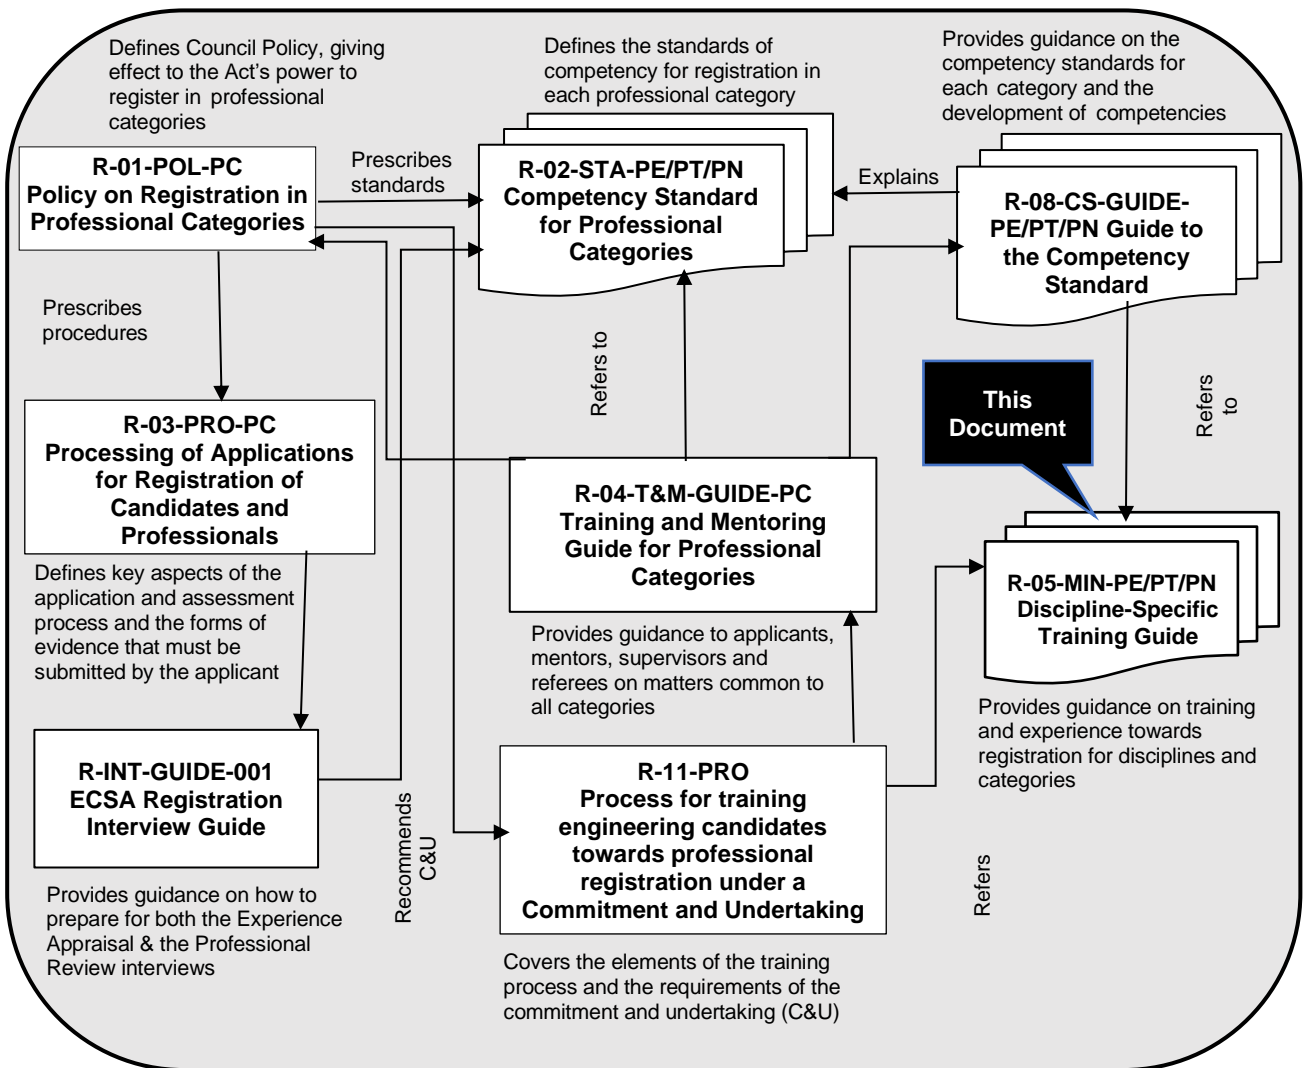 Defines Council Policy, giving
effect to the Act's power to
register in professional
categories
Defines the standards of
competency for registration in
each professional category
Provides guidance on the
competency standards for
each category and the
development of competencies
R-01-POL-PC
Policy on Registration in
Professional Categories
Prescribes
standards
R-02-STA-PE/PT/PN
Competency Standard
for Professional
Categories
Explains
R-08-CS-GUIDE-
PE/PT/PN Guide to
the Competency
Standard
Prescribes
procedures
Refers to
This
Document
Refers
to
R-03-PRO-PC
Processing of Applications
for Registration of
Candidates and
Professionals
R-04-T&M-GUIDE-PC
Training and Mentoring
Guide for Professional
Categories
R-05-MIN-PE/PT/PN
Discipline-Specific
Training Guide
Defines key aspects of the
application and assessment
process and the forms of
evidence that must be
submitted by the applicant
Provides guidance to applicants,
mentors, supervisors and
referees on matters common to
all categories
Provides guidance on training
and experience towards
registration for disciplines and
categories
R-INT-GUIDE-001
ECSA Registration
Interview Guide
Recommends
C&U
R-11-PRO
Process for training
engineering candidates
towards professional
registration under a
Commitment and Undertaking
Refers
Provides guidance on how to
prepare for both the Experience
Appraisal & the Professional
Review interviews
Covers the elements of the training
process and the requirements of the
commitment and undertaking (C&U)